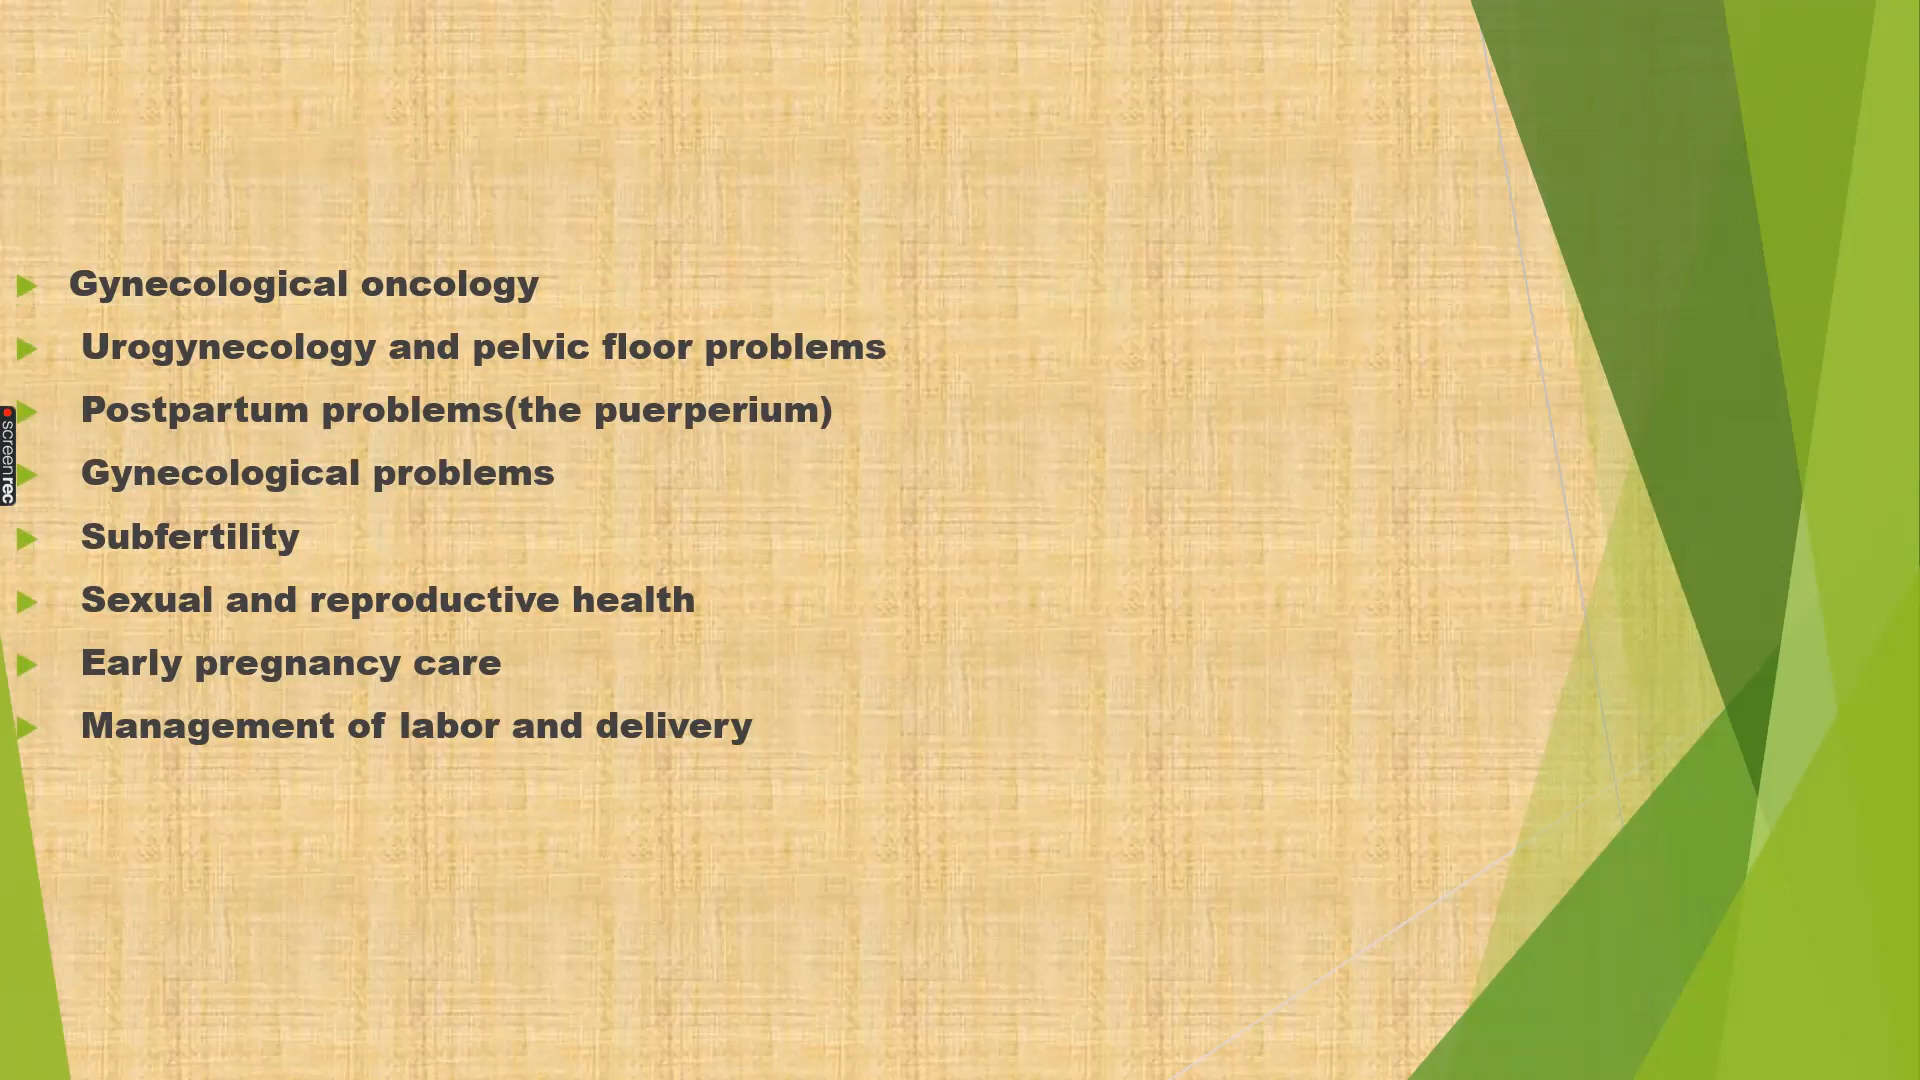 Gynecological oncology
Urogynecology and pelvic floor problems
Postpartum problems(the puerperium)
Gynecological problems
Subfertility
Sexual and reproductive health
Early pregnancy care
Management of labor and delivery
screenrec